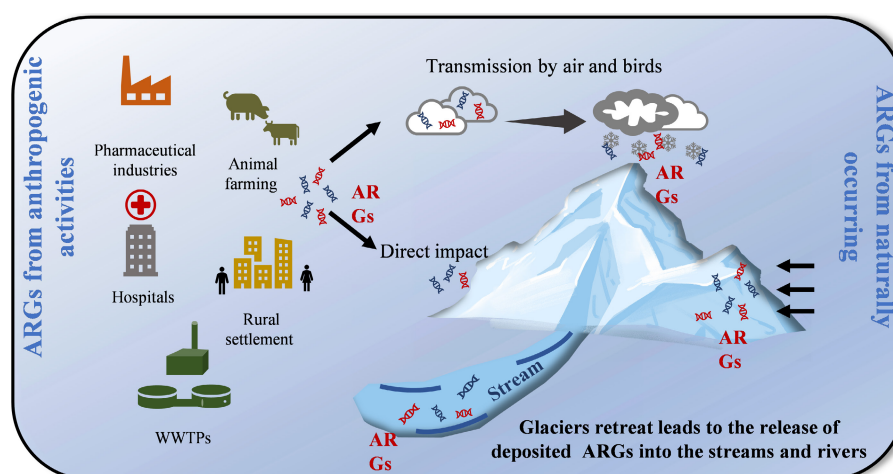 ARGs from anthropogenic
activities
Pharmaceutical
industries
Animal
farming
Hospitals
Rural
settlement
WWTPs
AR
Gs
Transmission by air and birds
Direct impact
AR
Gs
AR
Gs
ARGs from naturally
occurring
Stream
AR
Gs
Glaciers retreat leads to the release of
deposited ARGs into the streams and rivers